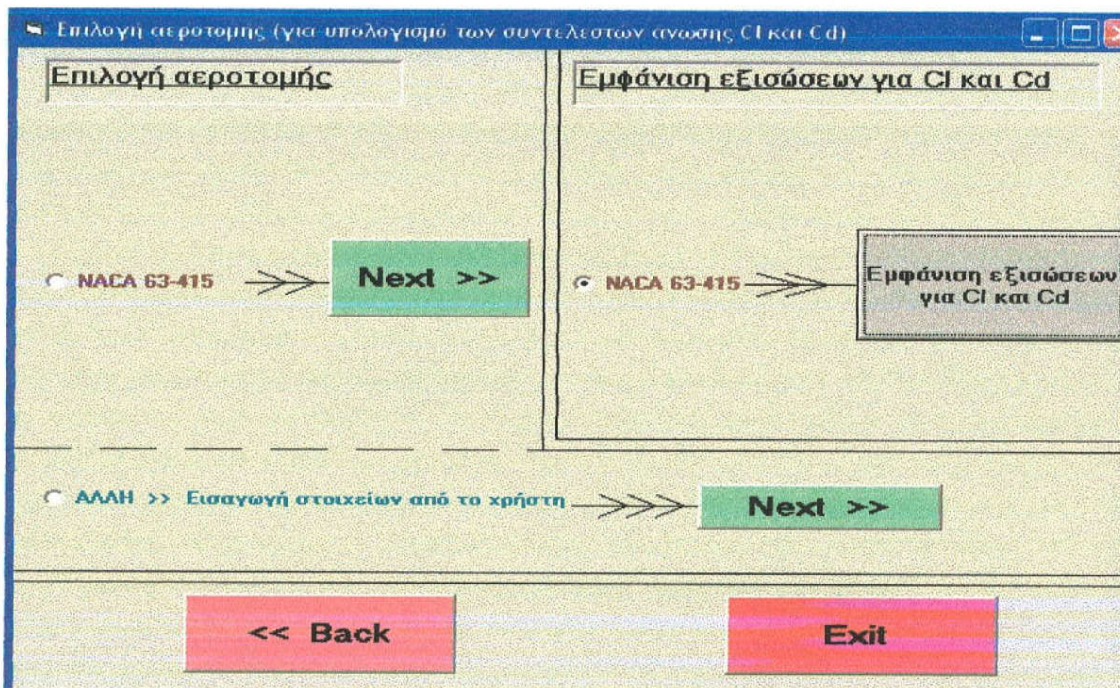 Επιλογή αεροτομης (για υπολογισμό των συντελεστών ανωσης Cl και Cd)
Επιλογή αεροτομής
Εμφάνιση εξισώσεων για Cl και Cd
NACA 63-415
Next >>
NACA 63-415
Εμφάνιση εξισώσεων
για Cl και Cd
ΑΛΛΗ >> Εισαγωγή στοιχείων από το χρήστη
Next >>
<< Back
Exit